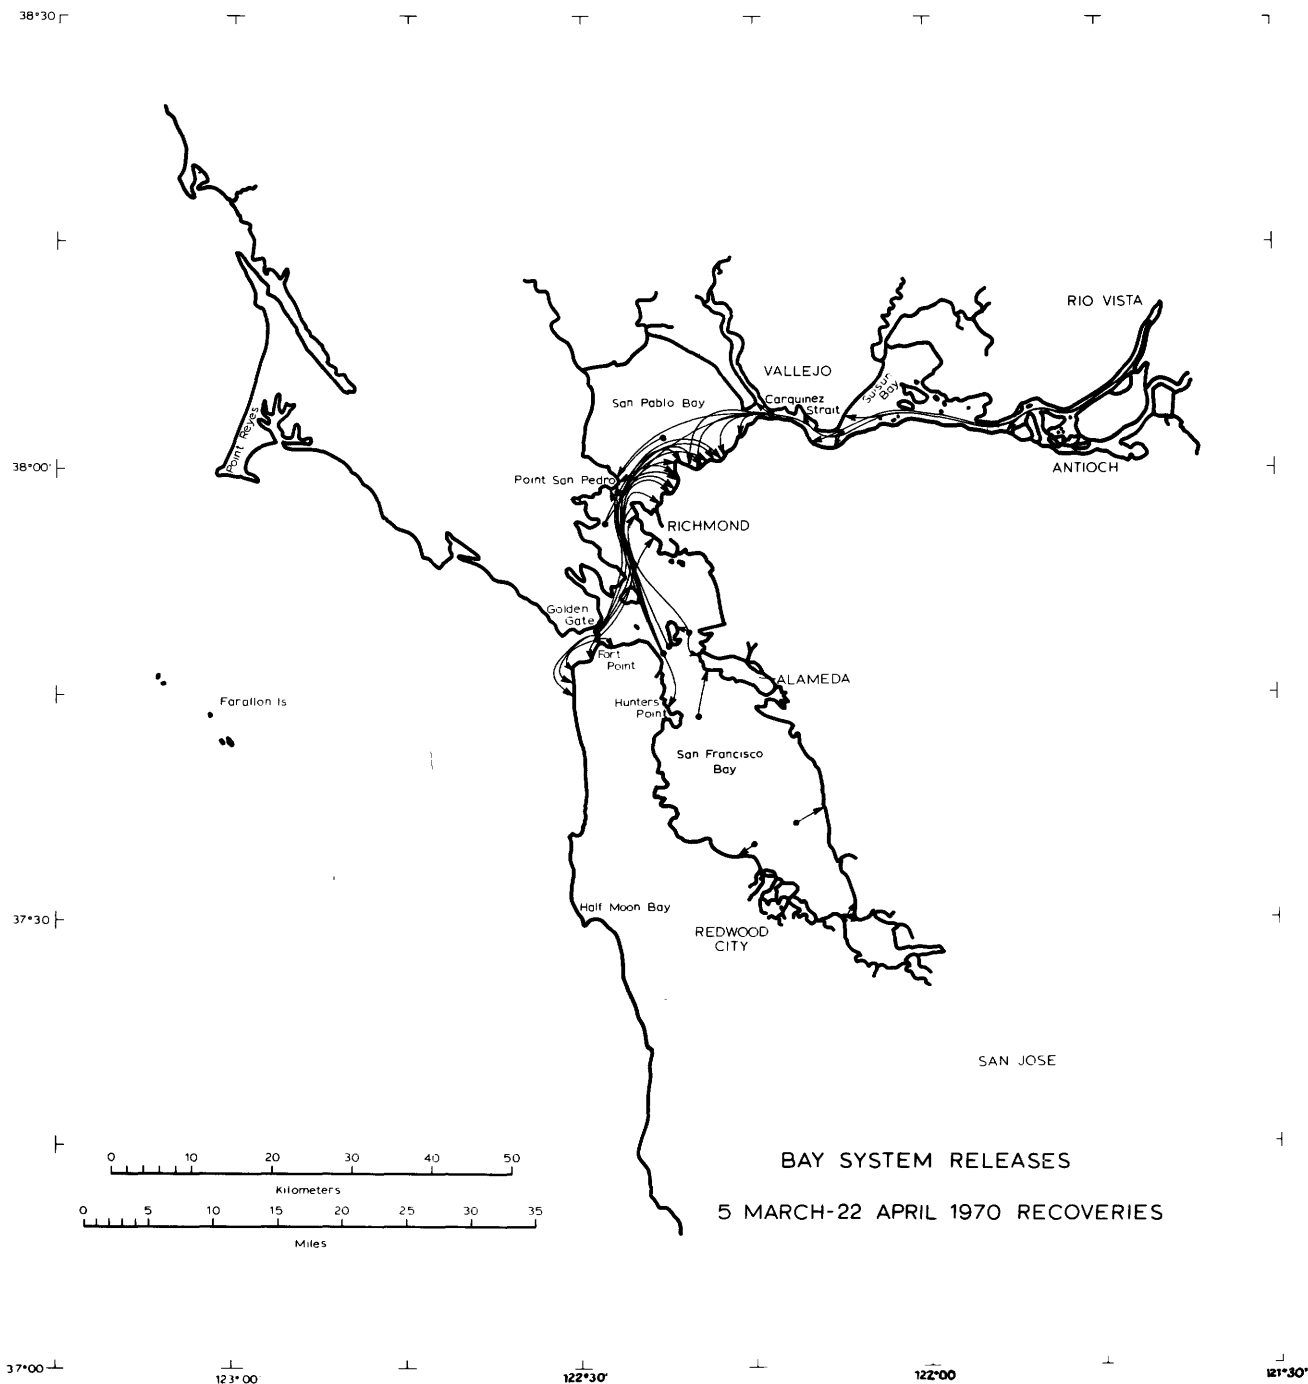 38°30'
RIO VISTA
VALLEJO
Carquinez
Strait
Suisun
Bay
San Pablo Bay
Point Reyes
38°00'
ANTIOCH
Point San Pedro
RICHMOND
Golden
Gate
Fort
Point
ALAMEDA
Farallon Is
Hunters
Point
San Francisco
Bay
Half Moon Bay
37°30
REDWOOD
CITY
SAN JOSE
0 10 20 30 40 50
Kilometers
BAY SYSTEM RELEASES
5 MARCH-22 APRIL 1970 RECOVERIES
0 5 10 15 20 25 30 35
Miles
37°00
123°00
122°30'
122°00
121°30'